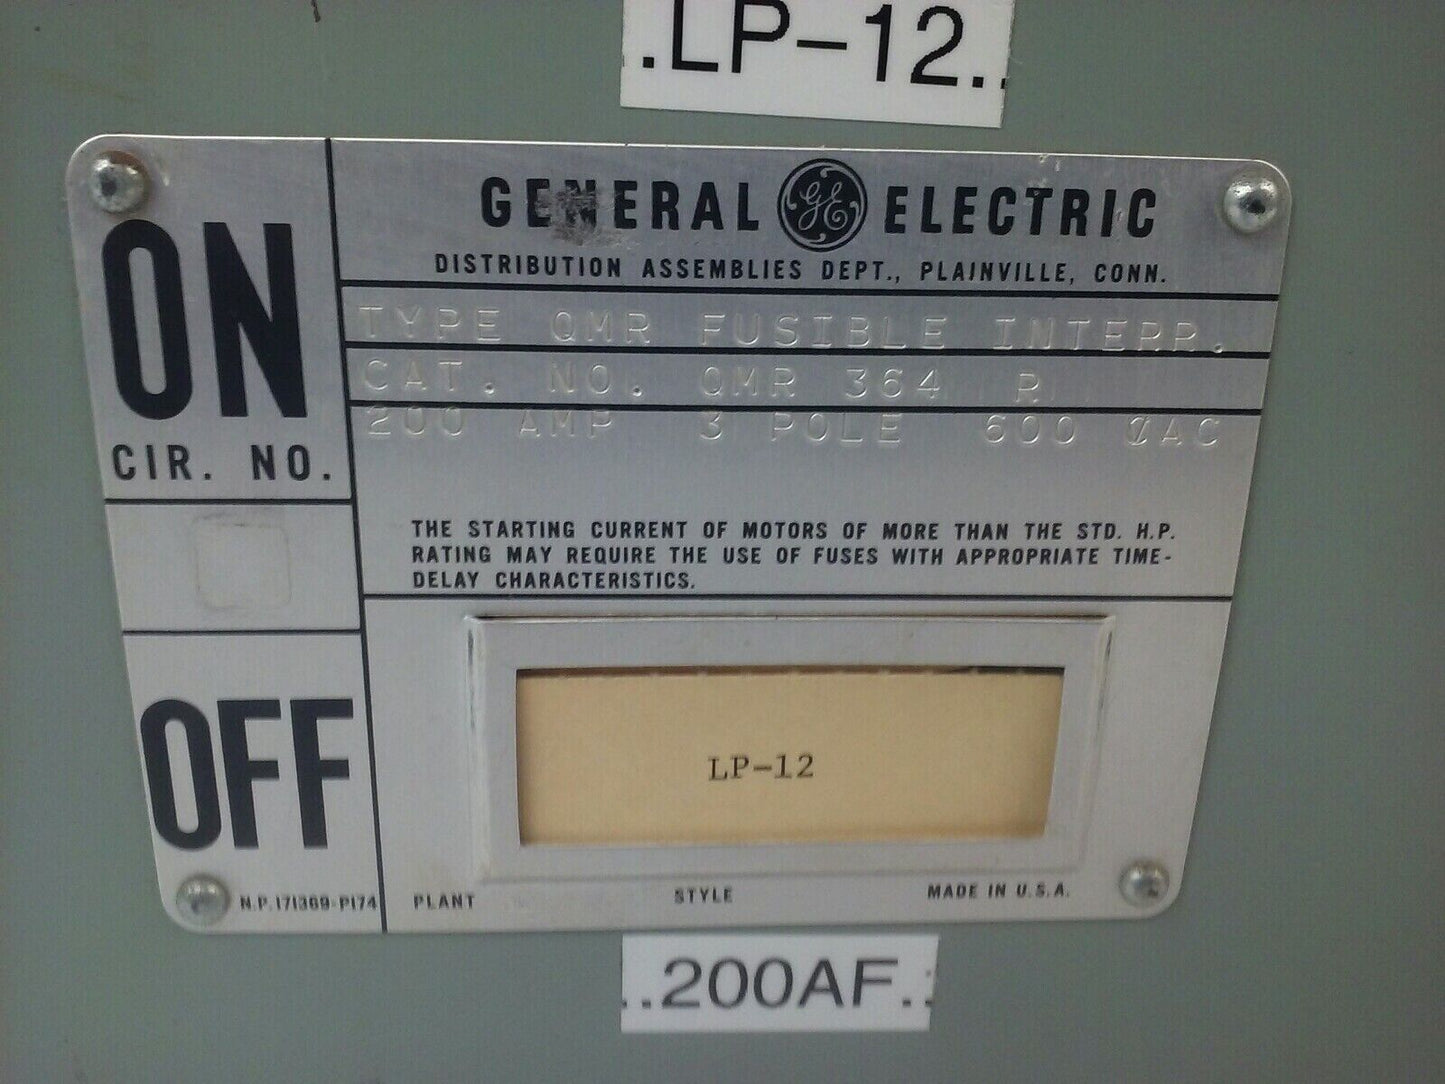 .LP-12..
GENERAL GE ELECTRIC
DISTRIBUTION ASSEMBLIES DEPT., PLAINVILLE, CONN.
ON
TYPE QMR FUSIBLE INTERR.
CAT. NO. QMR 364 R
200 AMP 3 POLE 600 VAC
CIR. NO.
THE STARTING CURRENT OF MOTORS OF MORE THAN THE STD. H.P.
RATING MAY REQUIRE THE USE OF FUSES WITH APPROPRIATE TIME-
DELAY CHARACTERISTICS.
OFF
LP-12
N.P. 171369-P174
PLANT STYLE MADE IN U.S.A.
..200AF..